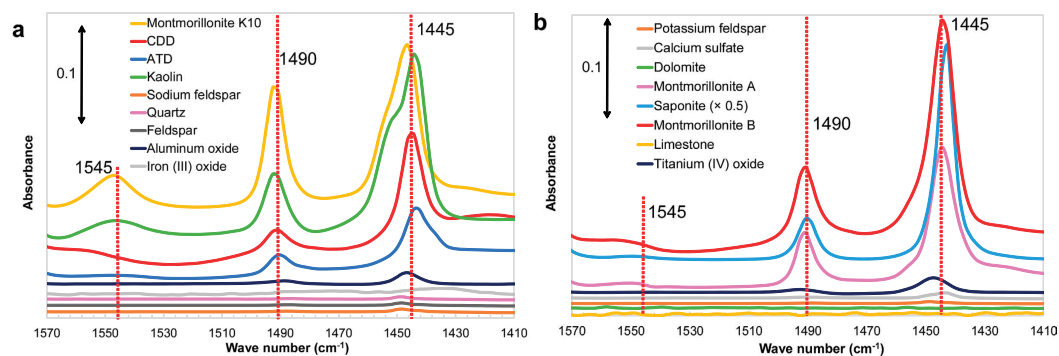 a
Montmorillonite K10
CDD
ATD
Kaolin
Sodium feldspar
Quartz
Feldspar
Aluminum oxide
Iron (III) oxide
0.1
1545
1490
1445
Absorbance
1570
1550
1530
1510
1490
1470
1450
1430
1410
Wave number (cm⁻¹)
b
Potassium feldspar
Calcium sulfate
Dolomite
Montmorillonite A
Saponite (× 0.5)
Montmorillonite B
Limestone
Titanium (IV) oxide
0.1
1545
1490
1445
Absorbance
1570
1550
1530
1510
1490
1470
1450
1430
1410
Wave number (cm⁻¹)